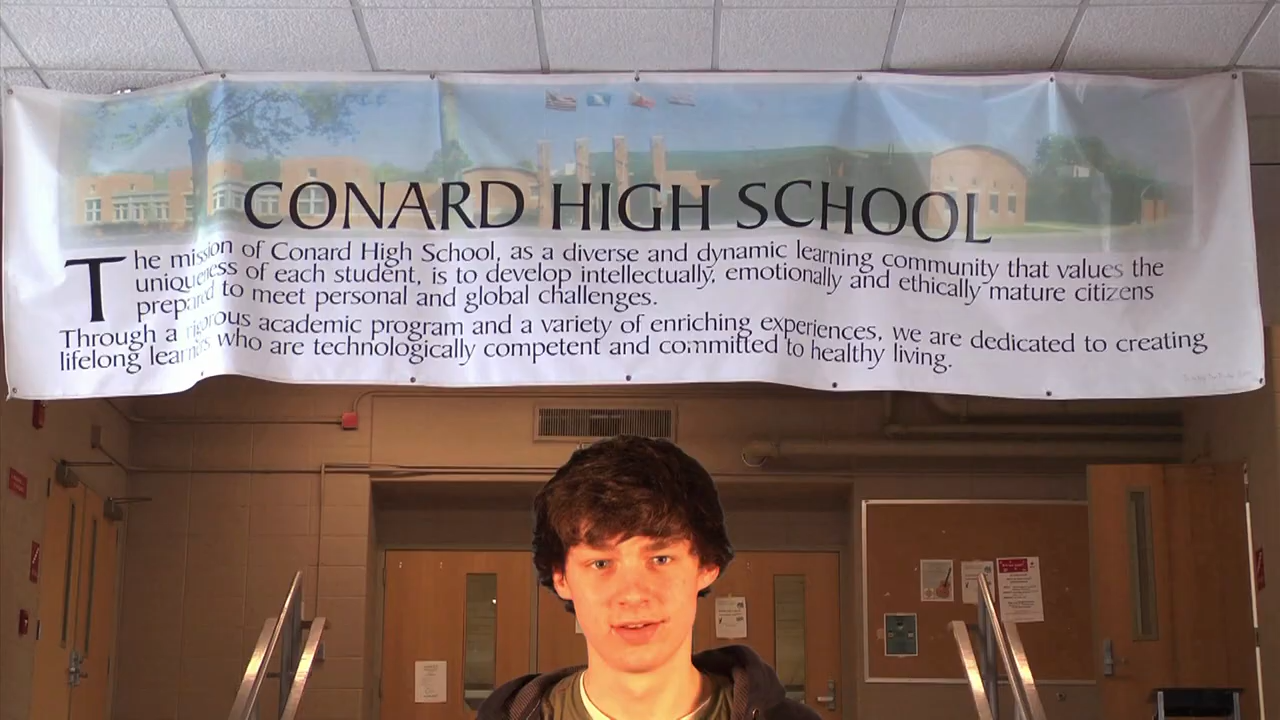 CONARD HIGH SCHOOL
The mission of Conard High School, as a diverse and dynamic learning community that values the
uniqueness of each student, is to develop intellectually, emotionally and ethically mature citizens
prepared to meet personal and global challenges.
Through a rigorous academic program and a variety of enriching experiences, we are dedicated to creating
lifelong learners who are technologically competent and committed to healthy living.